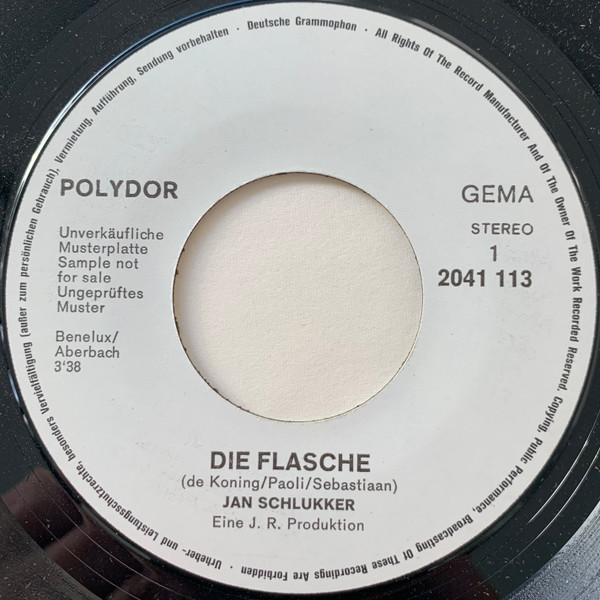 Urheber- und Leistungsschutzrechte, besonders Vervielfältigung (außer zum persönlichen Gebrauch), Vermietung, Aufführung, Sendung vorbehalten · Deutsche Grammophon · All Rights Of The Record Manufacturer And Of The Owner Of The Work Recorded Reserved. Copying, Public Performance, Broadcasting Of These Recordings Are Forbidden ·
POLYDOR
GEMA
STEREO
1
2041 113
Unverkäufliche
Musterplatte
Sample not
for sale
Ungeprüftes
Muster
Benelux/
Aberbach
3'38
DIE FLASCHE
(de Koning/Paoli/Sebastiaan)
JAN SCHLUKKER
Eine J. R. Produktion